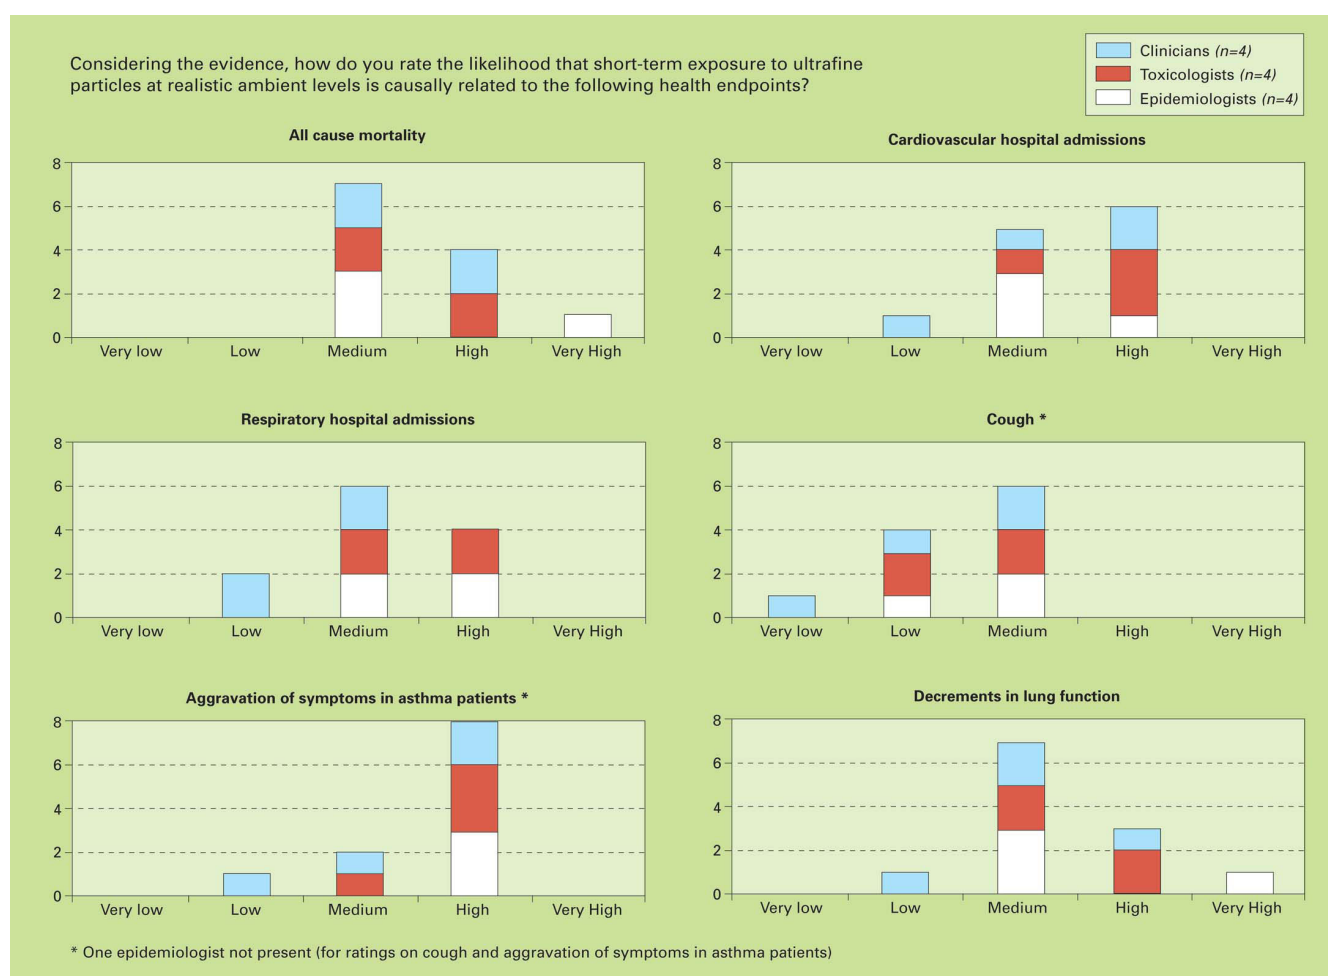 Considering the evidence, how do you rate the likelihood that short-term exposure to ultrafine
particles at realistic ambient levels is causally related to the following health endpoints?
Clinicians (n=4)
Toxicologists (n=4)
Epidemiologists (n=4)
All cause mortality
8
6
4
2
0
Very low Low Medium High Very High
Cardiovascular hospital admissions
8
6
4
2
0
Very low Low Medium High Very High
Respiratory hospital admissions
8
6
4
2
0
Very low Low Medium High Very High
Cough *
8
6
4
2
0
Very low Low Medium High Very High
Aggravation of symptoms in asthma patients *
8
6
4
2
0
Very low Low Medium High Very High
Decrements in lung function
8
6
4
2
0
Very low Low Medium High Very High
* One epidemiologist not present (for ratings on cough and aggravation of symptoms in asthma patients)